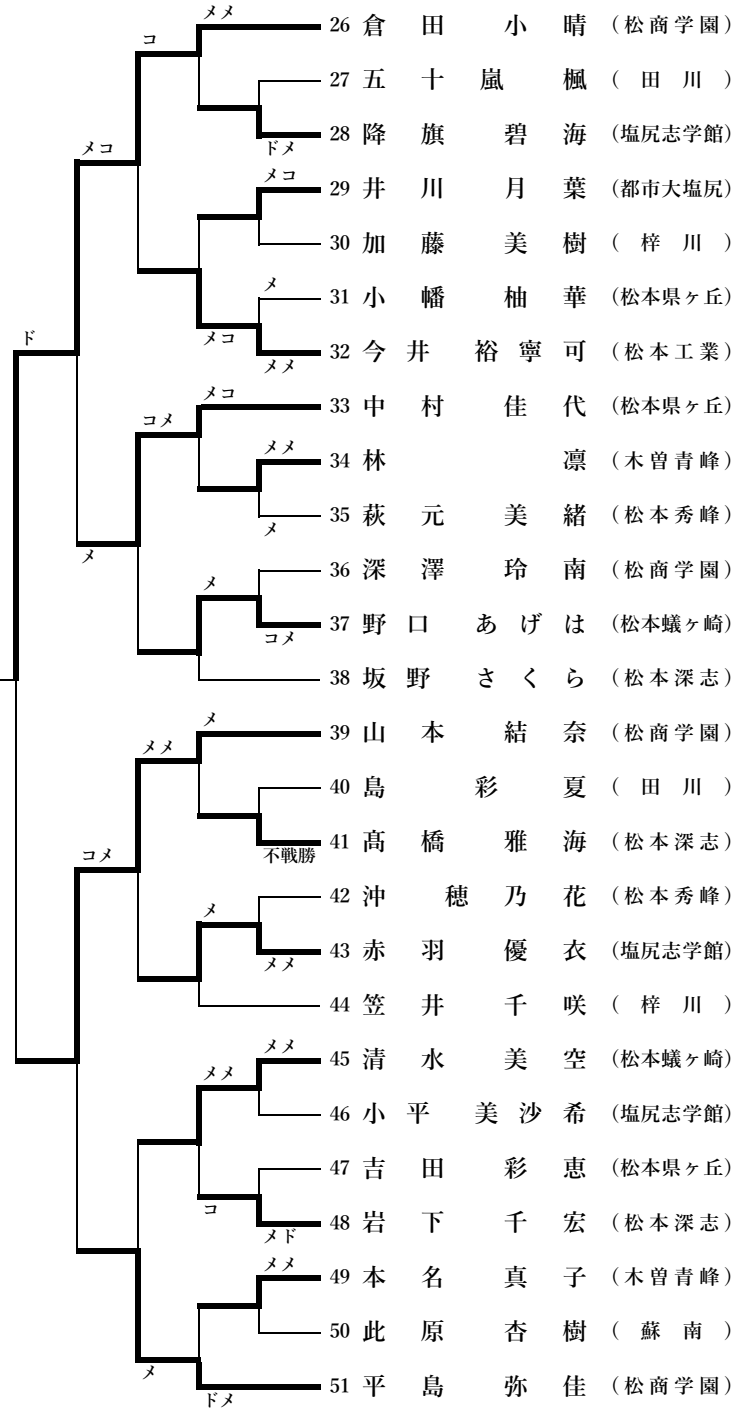 メメ
26 倉田 小晴 (松商学園)
コ
27 五十嵐 楓 (田川)
28 降旗 碧海 (塩尻志学館)
ドメ
メコ
メコ
29 井川 月葉 (都市大塩尻)
30 加藤 美樹 (梓川)
メ
31 小幡 柚華 (松本県ヶ丘)
メコ
32 今井 裕寧可 (松本工業)
ド
メメ
メコ
33 中村 佳代 (松本県ヶ丘)
コメ
メメ
34 林 凛 (木曽青峰)
35 萩元 美緒 (松本秀峰)
メ
メ
36 深澤 玲南 (松商学園)
メ
37 野口 あげは (松本蟻ヶ崎)
コメ
38 坂野 さくら (松本深志)
メ
39 山本 結奈 (松商学園)
メメ
40 島 彩夏 (田川)
41 髙橋 雅海 (松本深志)
不戦勝
コメ
42 沖 穂乃花 (松本秀峰)
メ
43 赤羽 優衣 (塩尻志学館)
メメ
44 笠井 千咲 (梓川)
メメ
45 清水 美空 (松本蟻ヶ崎)
メメ
46 小平 美沙希 (塩尻志学館)
47 吉田 彩恵 (松本県ヶ丘)
コ
48 岩下 千宏 (松本深志)
メド
メメ
49 本名 真子 (木曽青峰)
50 此原 杏樹 (蘇南)
メ
51 平島 弥佳 (松商学園)
ドメ